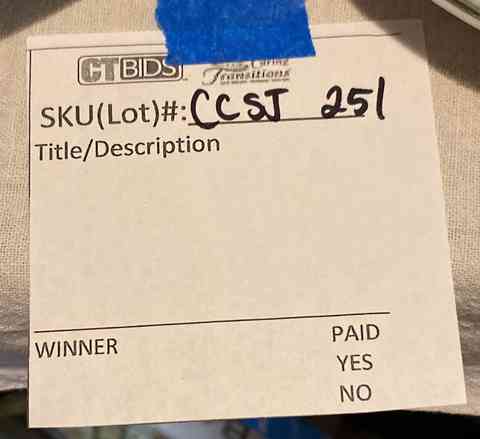 CTBIDS
Caring
Transitions
SKU(Lot)#: CCSJ 251
Title/Description
WINNER
PAID
YES
NO